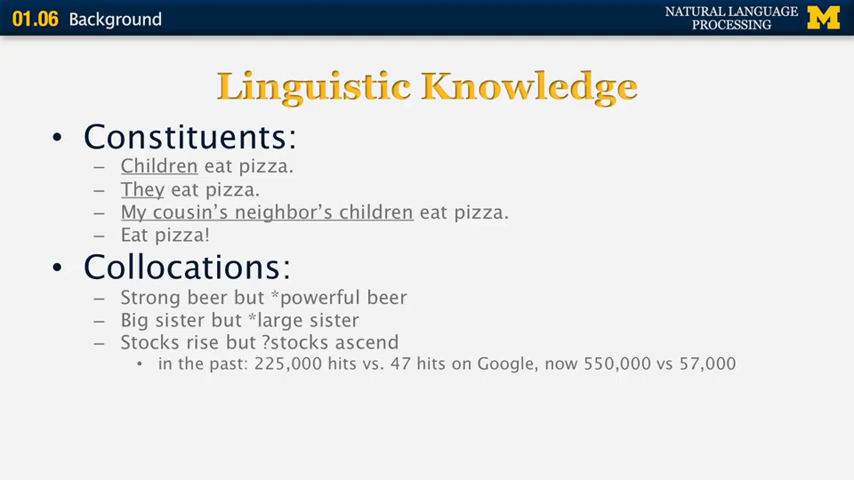 01.06 Background
NATURAL LANGUAGE
PROCESSING
M
Linguistic Knowledge
• Constituents:
– Children eat pizza.
– They eat pizza.
– My cousin’s neighbor’s children eat pizza.
– Eat pizza!
• Collocations:
– Strong beer but *powerful beer
– Big sister but *large sister
– Stocks rise but ?stocks ascend
• in the past: 225,000 hits vs. 47 hits on Google, now 550,000 vs 57,000